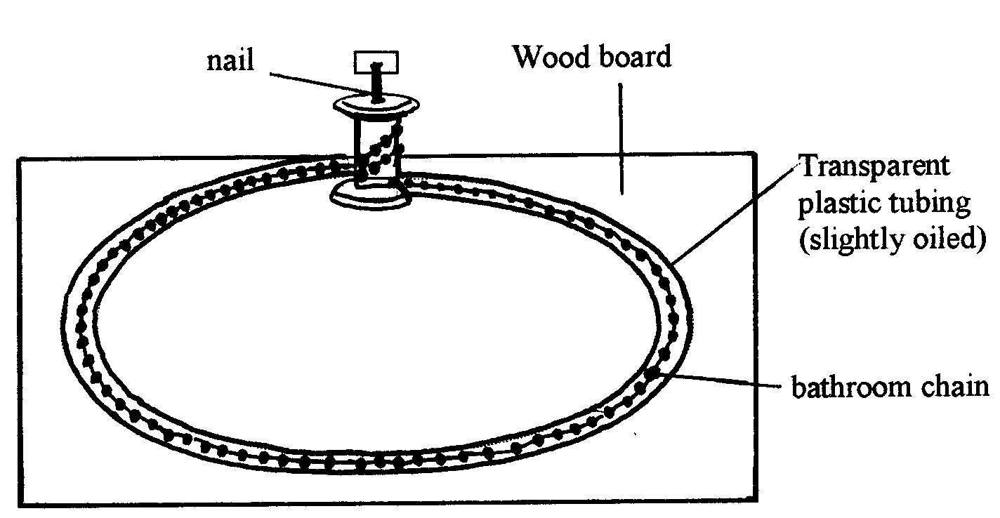 nail
Wood board
Transparent
plastic tubing
(slightly oiled)
bathroom chain